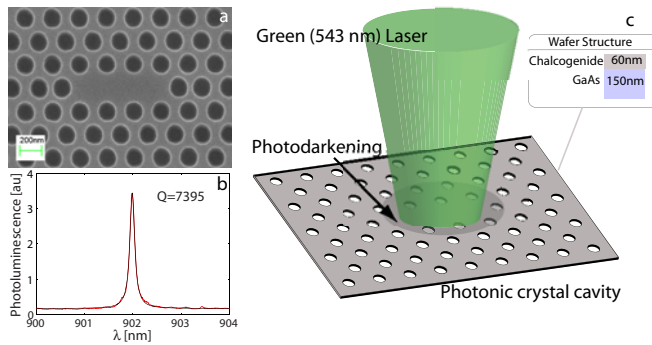 a
200nm
b
Q=7395
4
3
2
1
0
Photoluminescence [au]
900 901 902 903 904
λ [nm]
c
Green (543 nm) Laser
Wafer Structure
Chalcogenide 60nm
GaAs 150nm
Photodarkening
Photonic crystal cavity